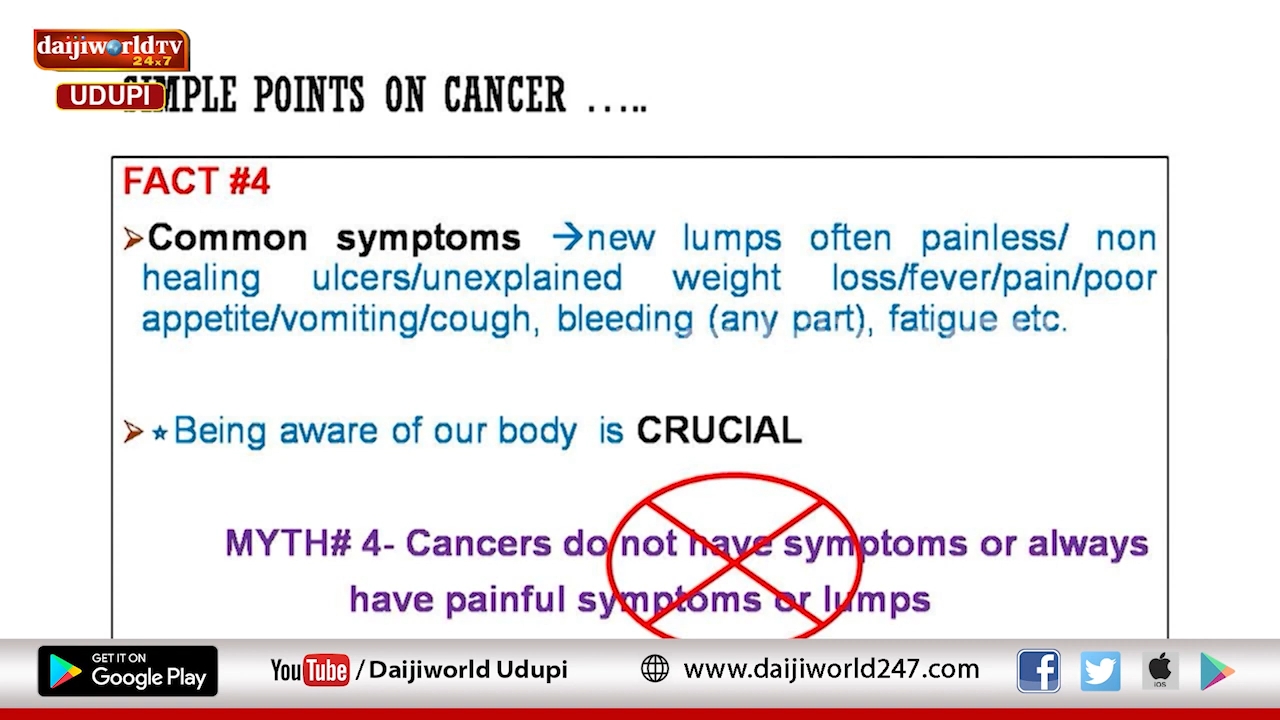 daijiworldTV
24x7
UDUPI
SIMPLE POINTS ON CANCER …..
FACT #4
➢Common symptoms →new lumps often painless/ non
healing ulcers/unexplained weight loss/fever/pain/poor
appetite/vomiting/cough, bleeding (any part), fatigue etc.
➢★Being aware of our body is CRUCIAL
MYTH# 4- Cancers do not have symptoms or always
have painful symptoms or lumps
GET IT ON
Google Play
YouTube / Daijiworld Udupi
www.daijiworld247.com
iOS